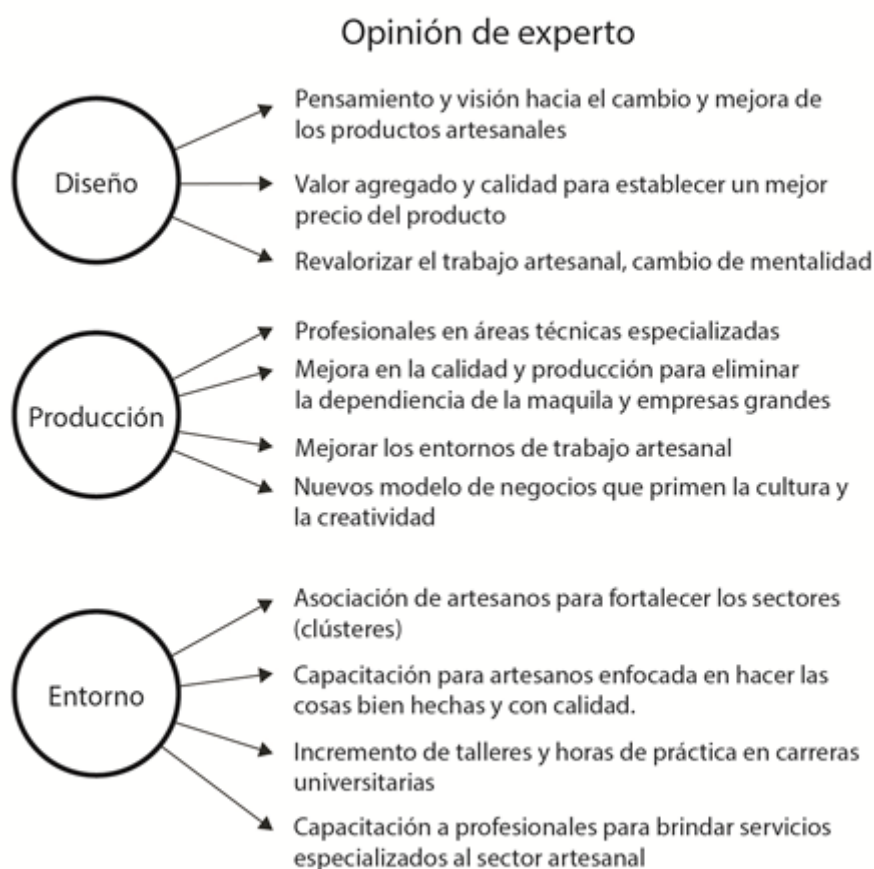 Opinión de experto
Diseño
Pensamiento y visión hacia el cambio y mejora de
los productos artesanales
Valor agregado y calidad para establecer un mejor
precio del producto
Revalorizar el trabajo artesanal, cambio de mentalidad
Producción
Profesionales en áreas técnicas especializadas
Mejora en la calidad y producción para eliminar
la dependiencia de la maquila y empresas grandes
Mejorar los entornos de trabajo artesanal
Nuevos modelo de negocios que primen la cultura y
la creatividad
Entorno
Asociación de artesanos para fortalecer los sectores
(clústeres)
Capacitación para artesanos enfocada en hacer las
cosas bien hechas y con calidad.
Incremento de talleres y horas de práctica en carreras
universitarias
Capacitación a profesionales para brindar servicios
especializados al sector artesanal